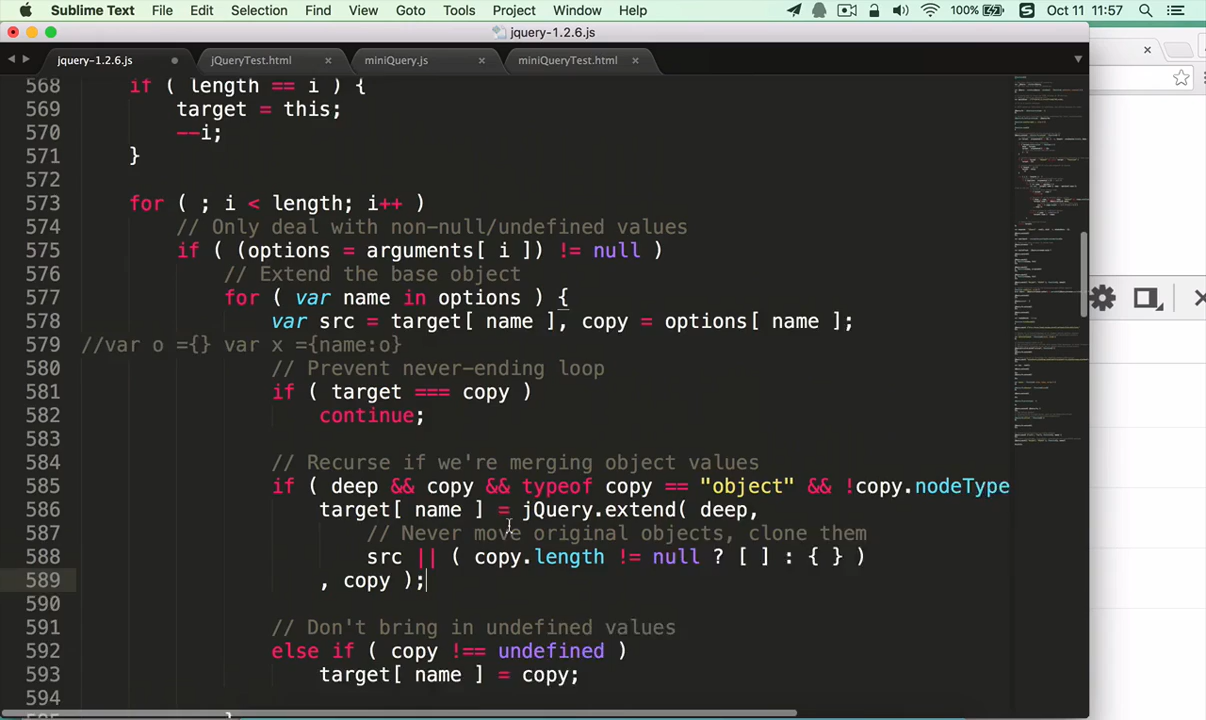 Sublime Text File Edit Selection Find View Goto Tools Project Window Help 100% Oct 11 11:57
jquery-1.2.6.js
jquery-1.2.6.js jQueryTest.html miniQuery.js miniQueryTest.html
568 if ( length == i ) {
569 target = this;
570 --i;
571 }
572
573 for ( ; i < length; i++ )
574 // Only deal with non-null/undefined values
575 if ( (options = arguments[ i ]) != null )
576 // Extend the base object
577 for ( var name in options ) {
578 var src = target[ name ], copy = options[ name ];
579 //var o ={} var x ={name:o}
580 // Prevent never-ending loop
581 if ( target === copy )
582 continue;
583
584 // Recurse if we're merging object values
585 if ( deep && copy && typeof copy == "object" && !copy.nodeType
586 target[ name ] = jQuery.extend( deep,
587 // Never move original objects, clone them
588 src || ( copy.length != null ? [ ] : { } )
589 , copy );
590
591 // Don't bring in undefined values
592 else if ( copy !== undefined )
593 target[ name ] = copy;
594